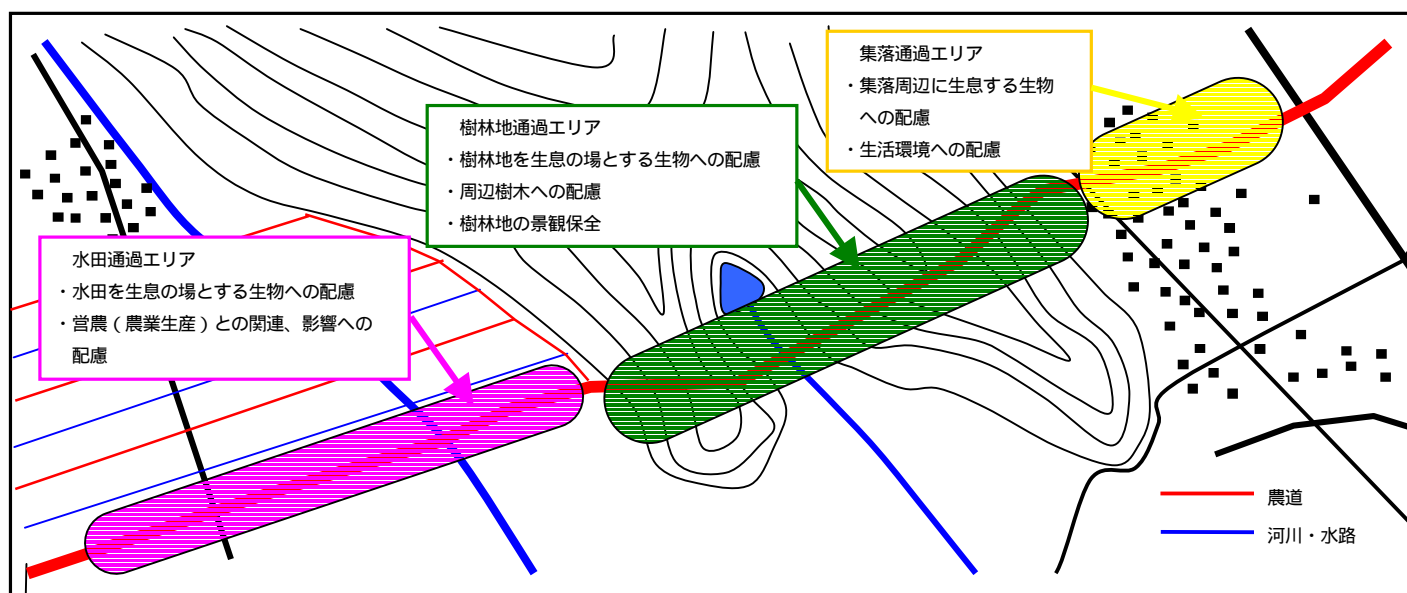 集落通過エリア
・集落周辺に生息する生物
への配慮
・生活環境への配慮
樹林地通過エリア
・樹林地を生息の場とする生物への配慮
・周辺樹木への配慮
・樹林地の景観保全
水田通過エリア
・水田を生息の場とする生物への配慮
・営農（農業生産）との関連、影響への
配慮
農道
河川・水路